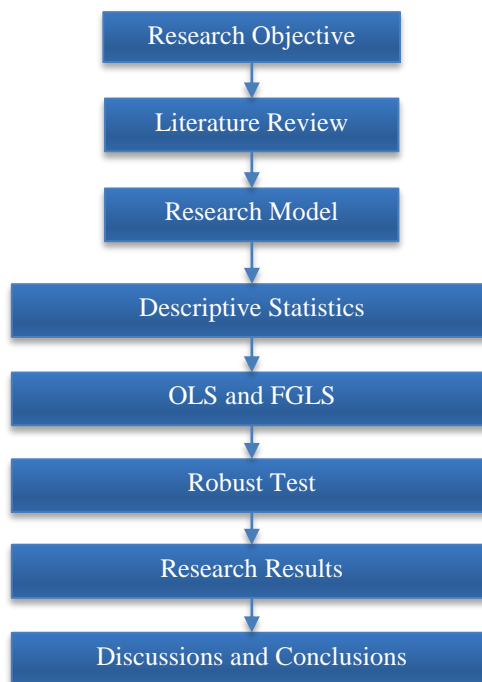 Research Objective
Literature Review
Research Model
Descriptive Statistics
OLS and FGLS
Robust Test
Research Results
Discussions and Conclusions